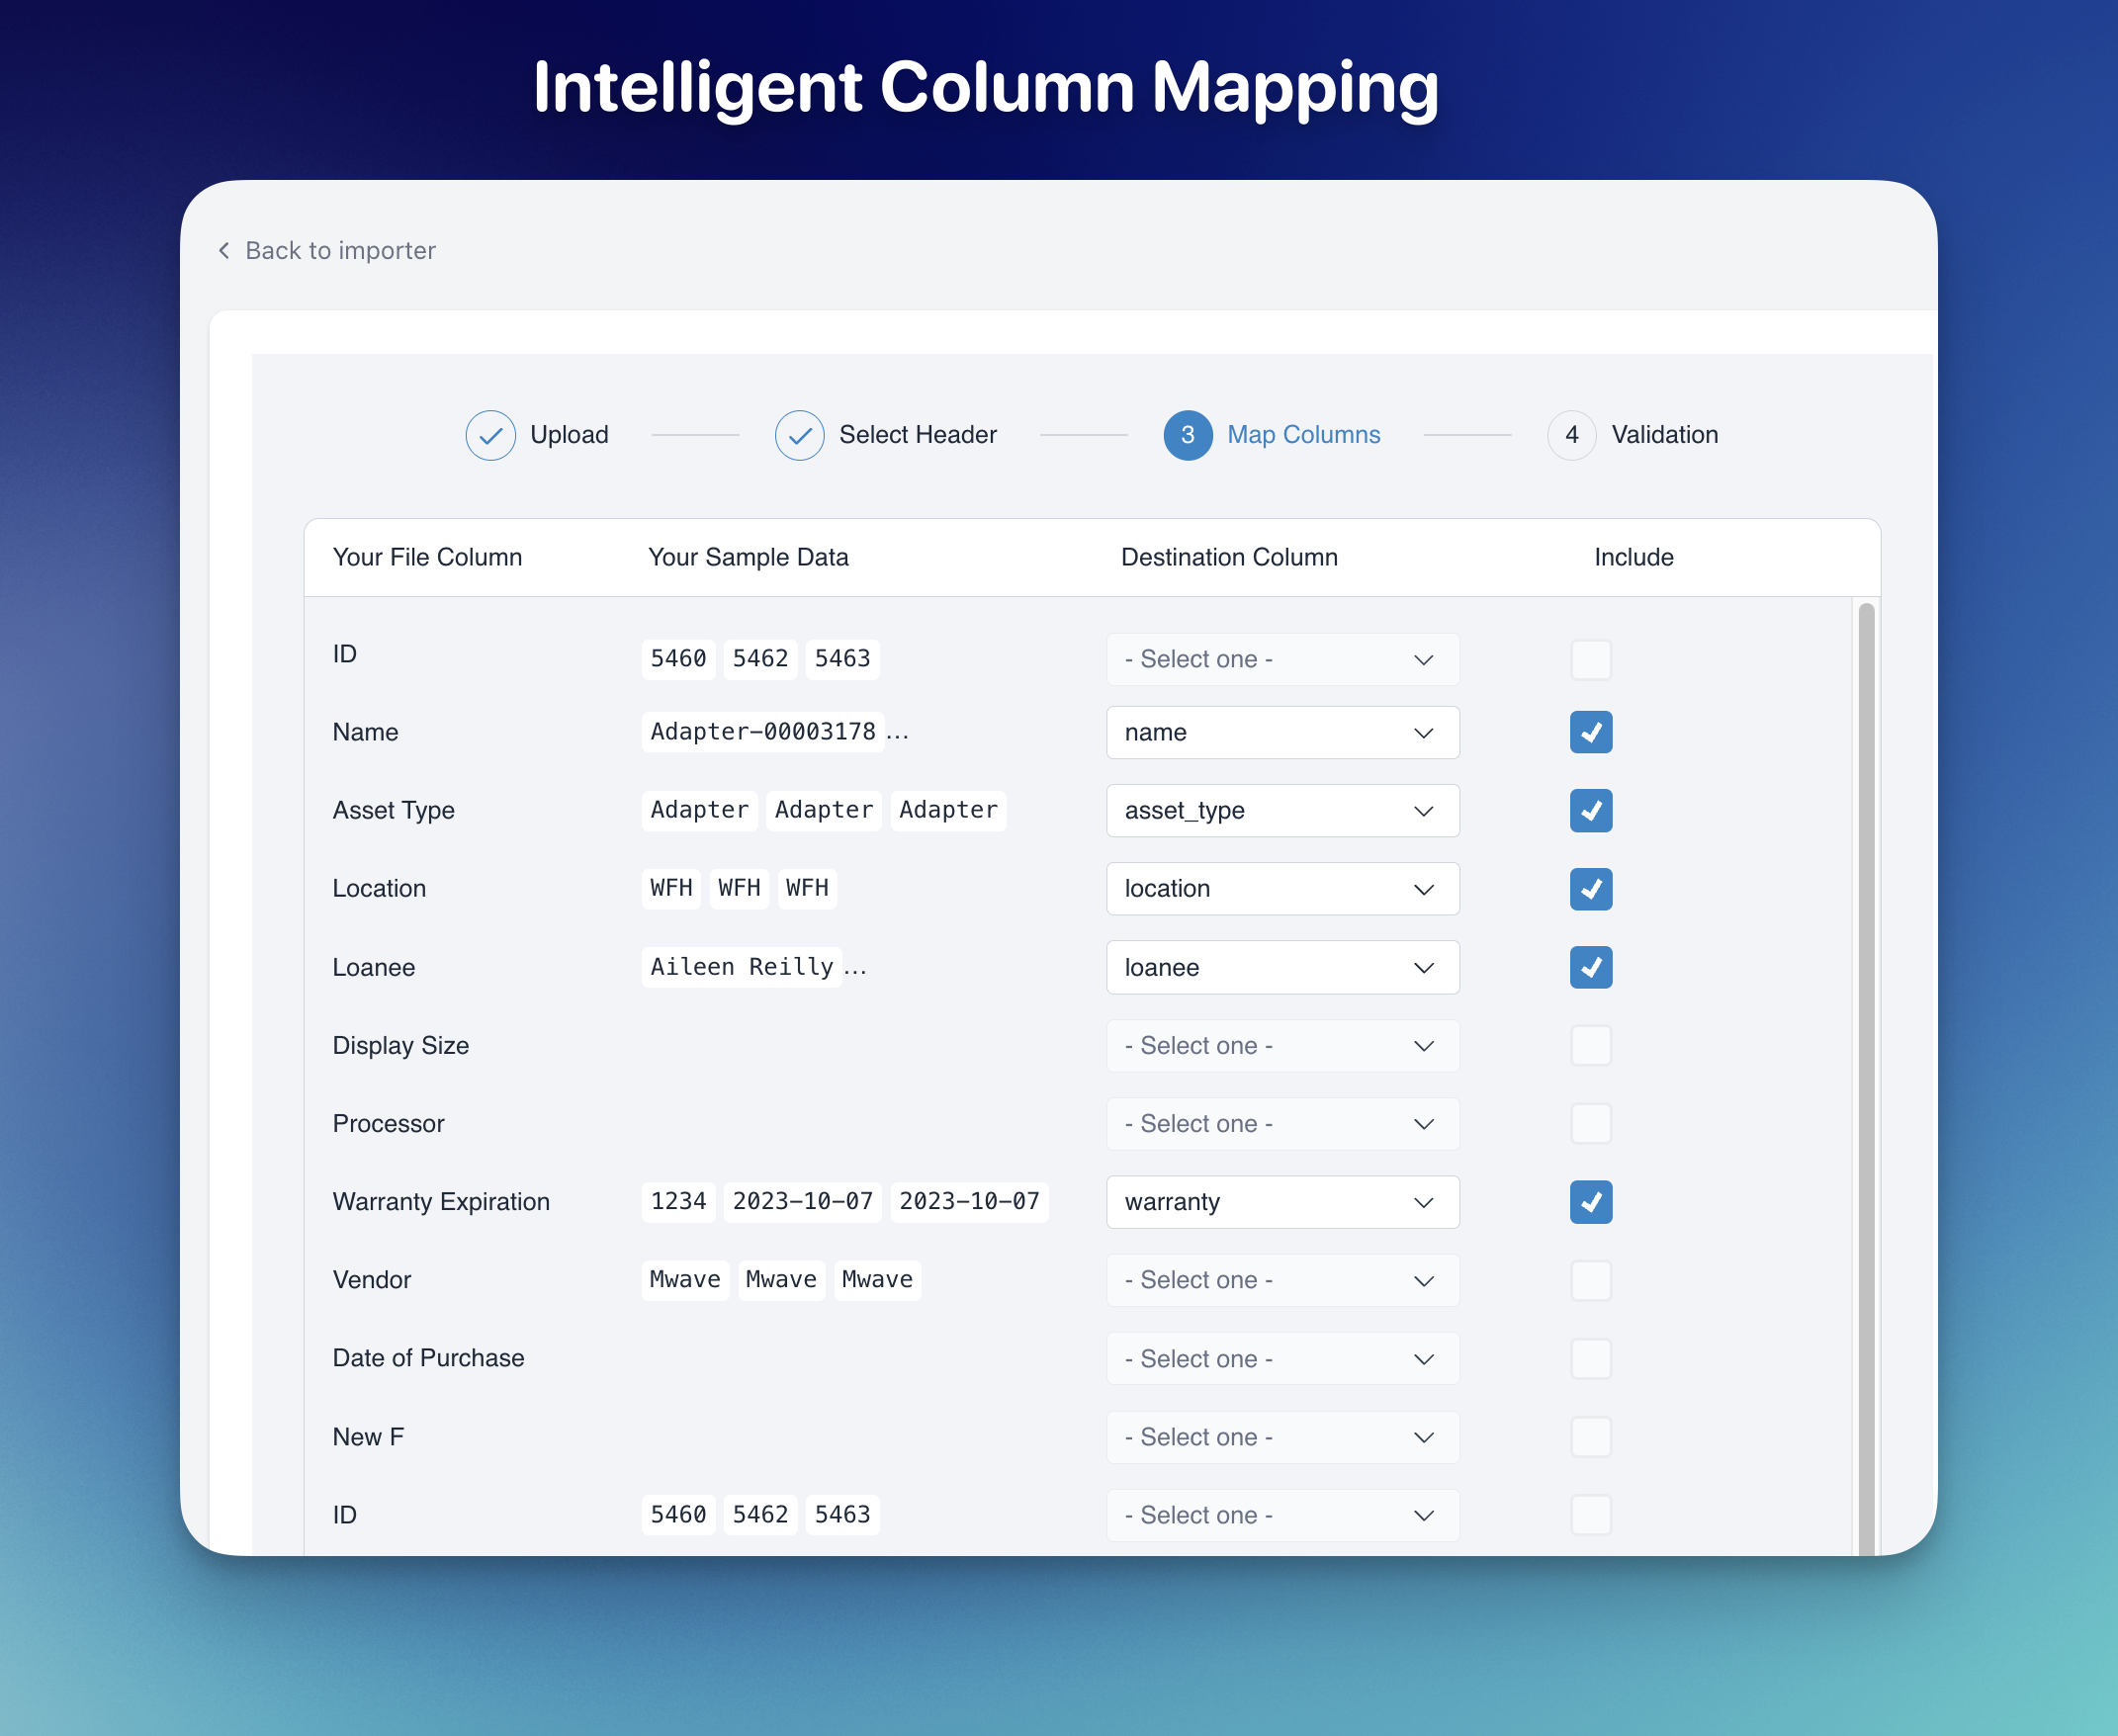 Intelligent Column Mapping
Back to importer
Upload Select Header 3 Map Columns 4 Validation
Your File Column Your Sample Data Destination Column Include
ID 5460 5462 5463 - Select one -
Name Adapter-00003178 ... name
Asset Type Adapter Adapter Adapter asset_type
Location WFH WFH WFH location
Loanee Aileen Reilly ... loanee
Display Size - Select one -
Processor - Select one -
Warranty Expiration 1234 2023-10-07 2023-10-07 warranty
Vendor Mwave Mwave Mwave - Select one -
Date of Purchase - Select one -
New F - Select one -
ID 5460 5462 5463 - Select one -